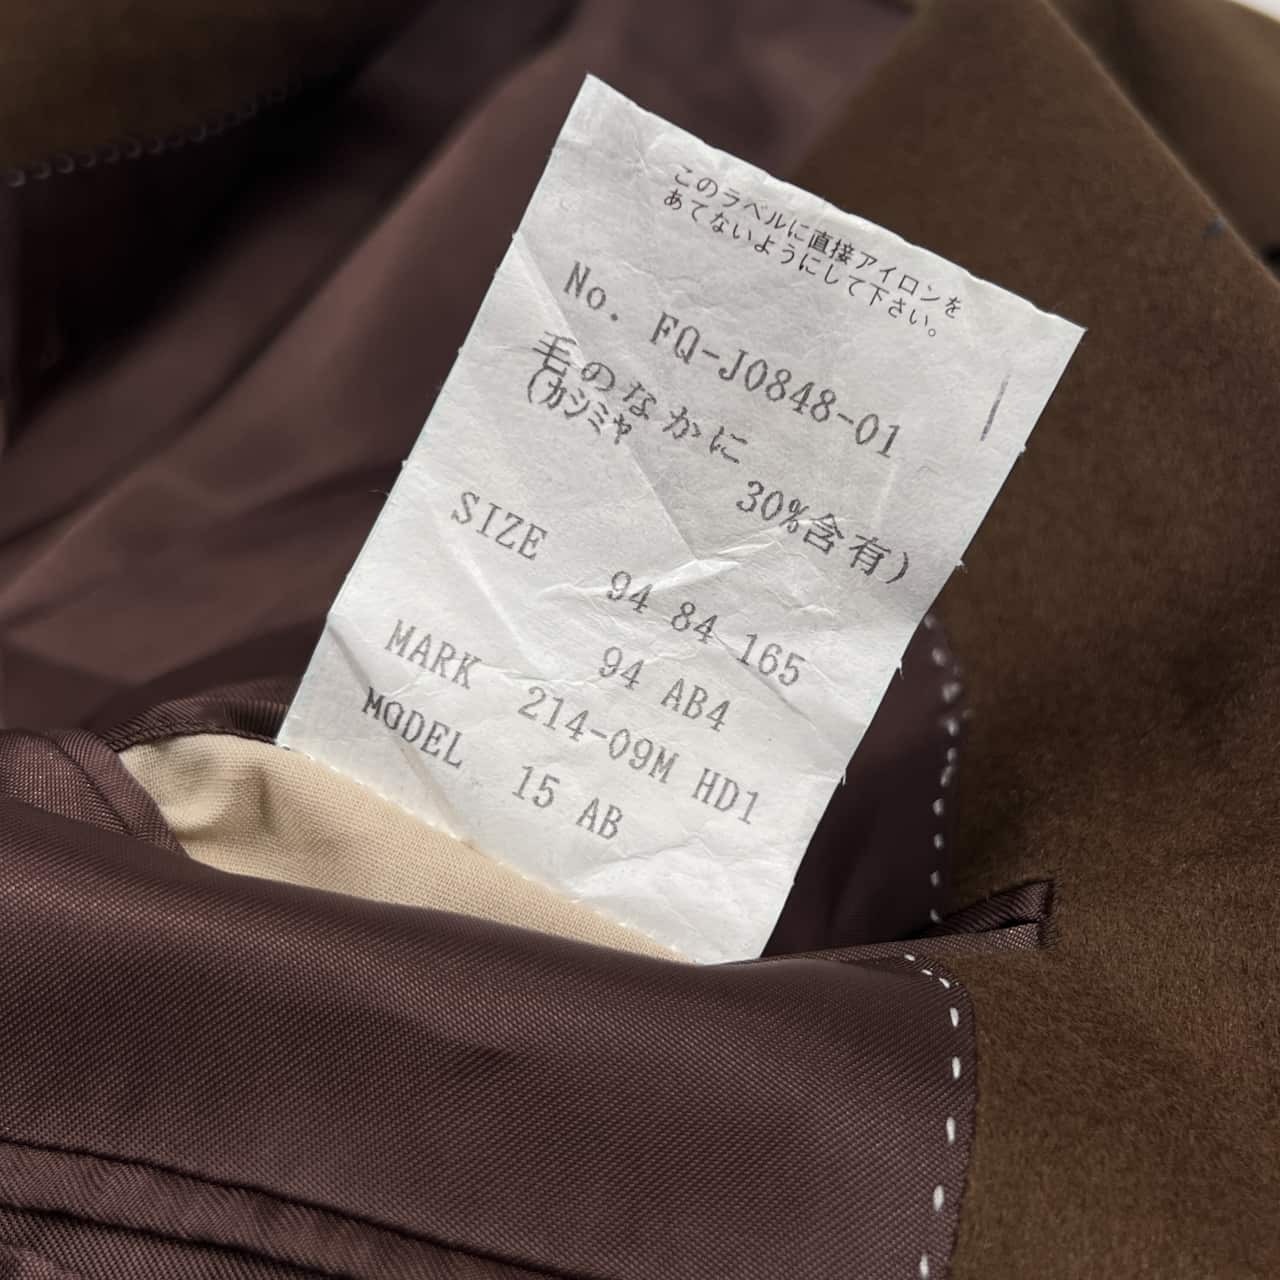 このラベルに直接アイロンを
あてないようにして下さい。
No. FQ-J0848-01
毛のなかに
(カシミヤ 30%含有)
SIZE 94 84 165
94 AB4
MARK 214-09M HD1
MODEL 15 AB